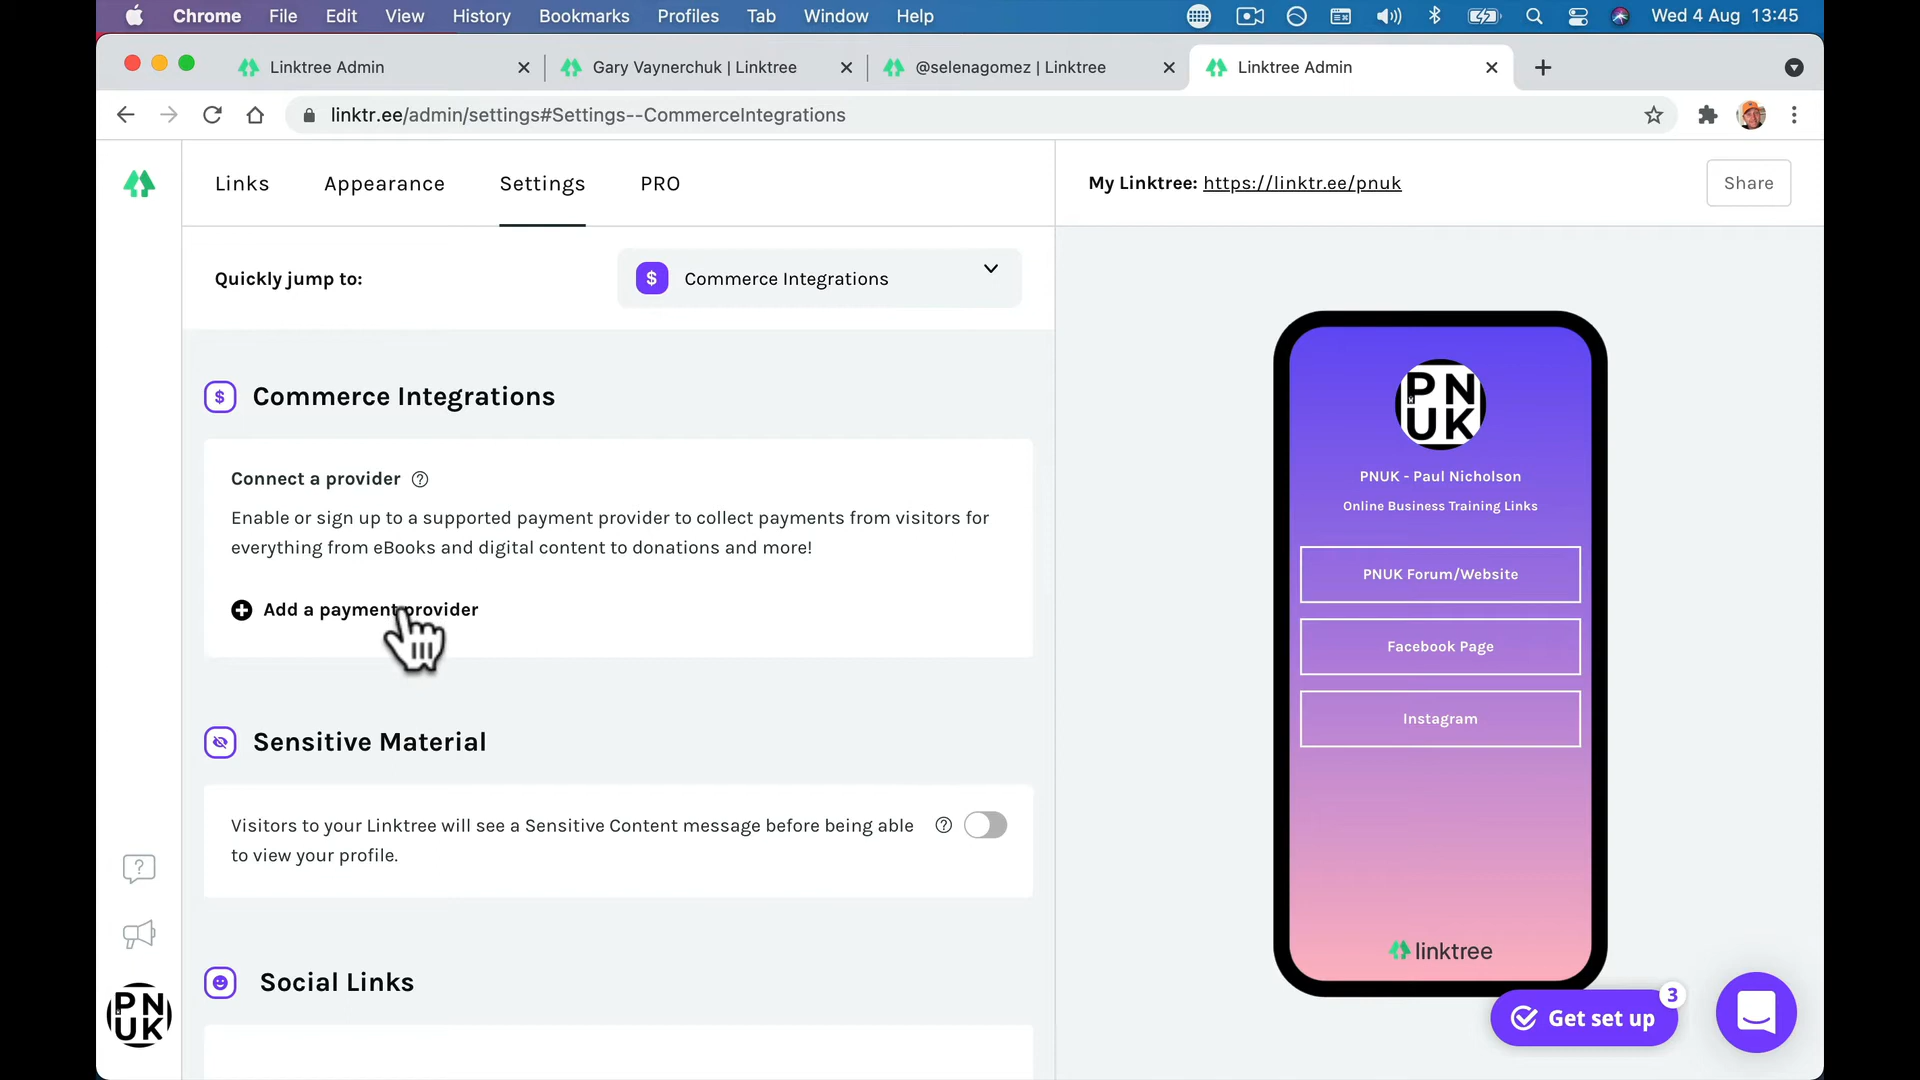 Chrome File Edit View History Bookmarks Profiles Tab Window Help Wed 4 Aug 13:45
Linktree Admin Gary Vaynerchuk | Linktree @selenagomez | Linktree Linktree Admin
linktr.ee/admin/settings#Settings--CommerceIntegrations
Links Appearance Settings PRO
My Linktree: https://linktr.ee/pnuk Share
Quickly jump to: $ Commerce Integrations
$ Commerce Integrations
Connect a provider ?
Enable or sign up to a supported payment provider to collect payments from visitors for
everything from eBooks and digital content to donations and more!
Add a payment provider
Sensitive Material
Visitors to your Linktree will see a Sensitive Content message before being able ?
to view your profile.
Social Links
?
PN
UK
PN
UK
PNUK - Paul Nicholson
Online Business Training Links
PNUK Forum/Website
Facebook Page
Instagram
linktree
Get set up 3